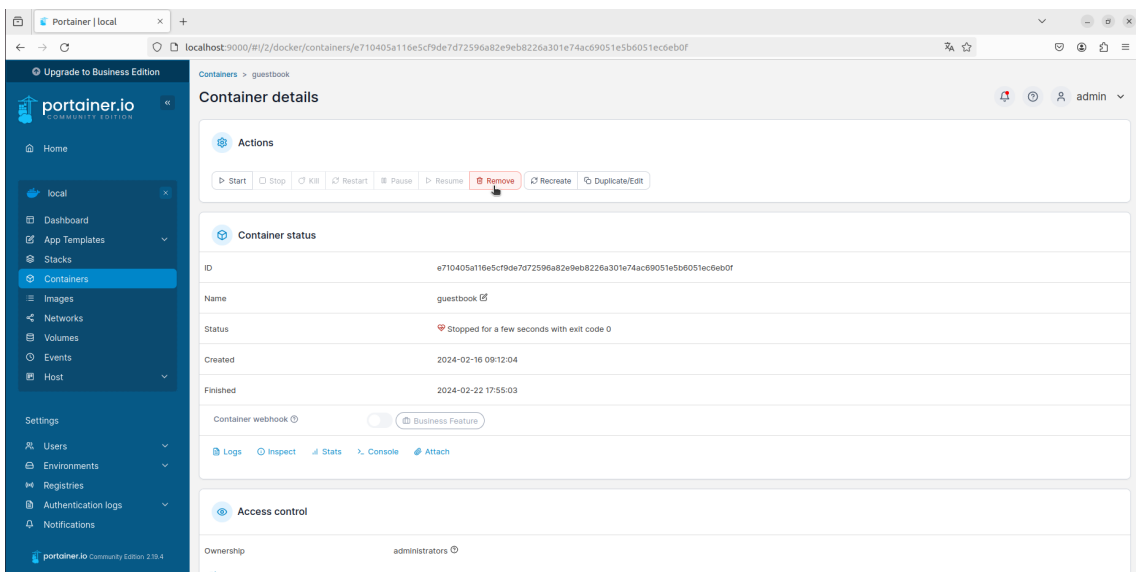 Portainer | local
localhost:9000/#!/2/docker/containers/e710405a116e5cf9de7d72596a82e9eb8226a301e74ac69051e5b6051ec6eb0f
Upgrade to Business Edition
portainer.io
COMMUNITY EDITION
Home
local
Dashboard
App Templates
Stacks
Containers
Images
Networks
Volumes
Events
Host
Settings
Users
Environments
Registries
Authentication logs
Notifications
portainer.io Community Edition 2.19.4
Containers > guestbook
Container details
admin
Actions
Start Stop Kill Restart Pause Resume Remove Recreate Duplicate/Edit
Container status
ID e710405a116e5cf9de7d72596a82e9eb8226a301e74ac69051e5b6051ec6eb0f
Name guestbook
Status Stopped for a few seconds with exit code 0
Created 2024-02-16 09:12:04
Finished 2024-02-22 17:55:03
Container webhook Business Feature
Logs Inspect Stats Console Attach
Access control
Ownership administrators